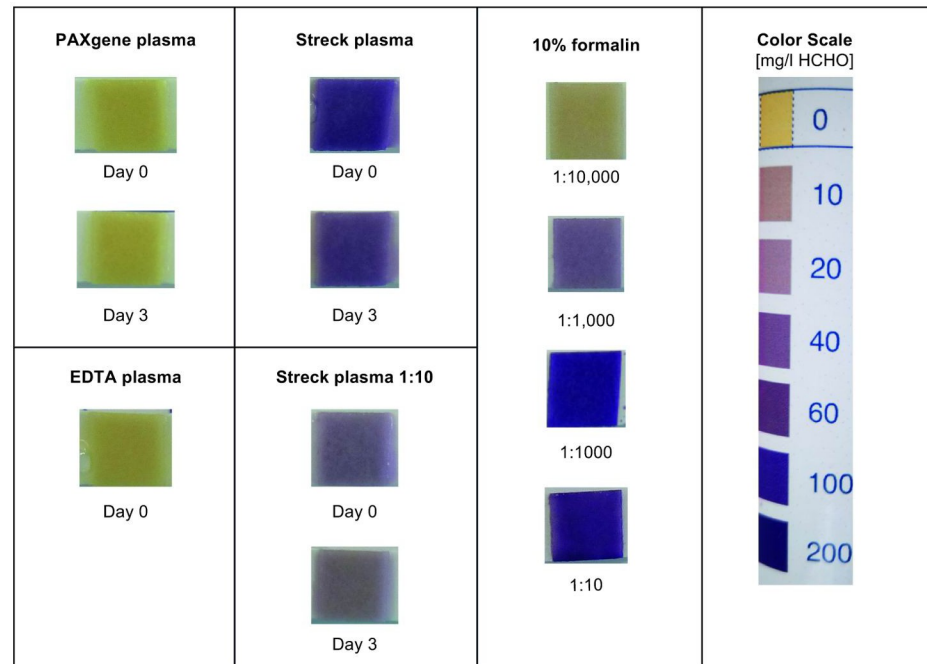 PAXgene plasma
Day 0
Day 3
Streck plasma
Day 0
Day 3
EDTA plasma
Day 0
Streck plasma 1:10
Day 0
Day 3
10% formalin
1:10,000
1:1,000
1:1000
1:10
Color Scale
[mg/l HCHO]
0
10
20
40
60
100
200